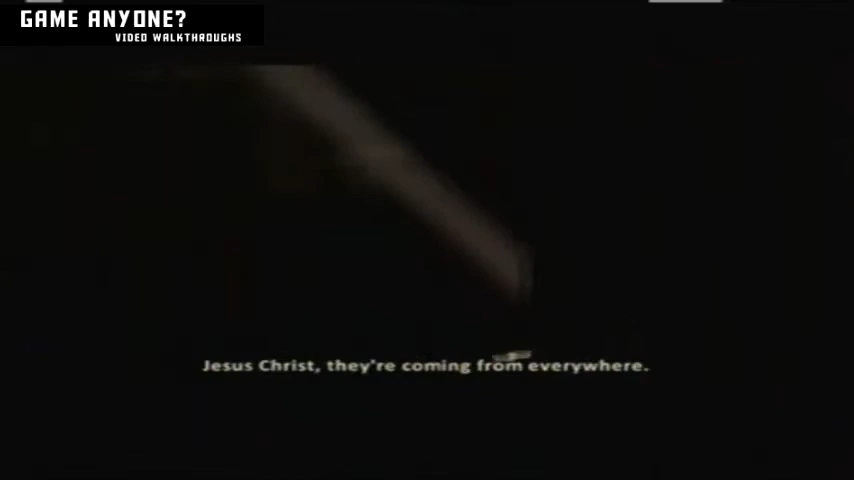 GAME ANYONE?
VIDEO WALKTHROUGHS
Jesus Christ, they're coming from everywhere.